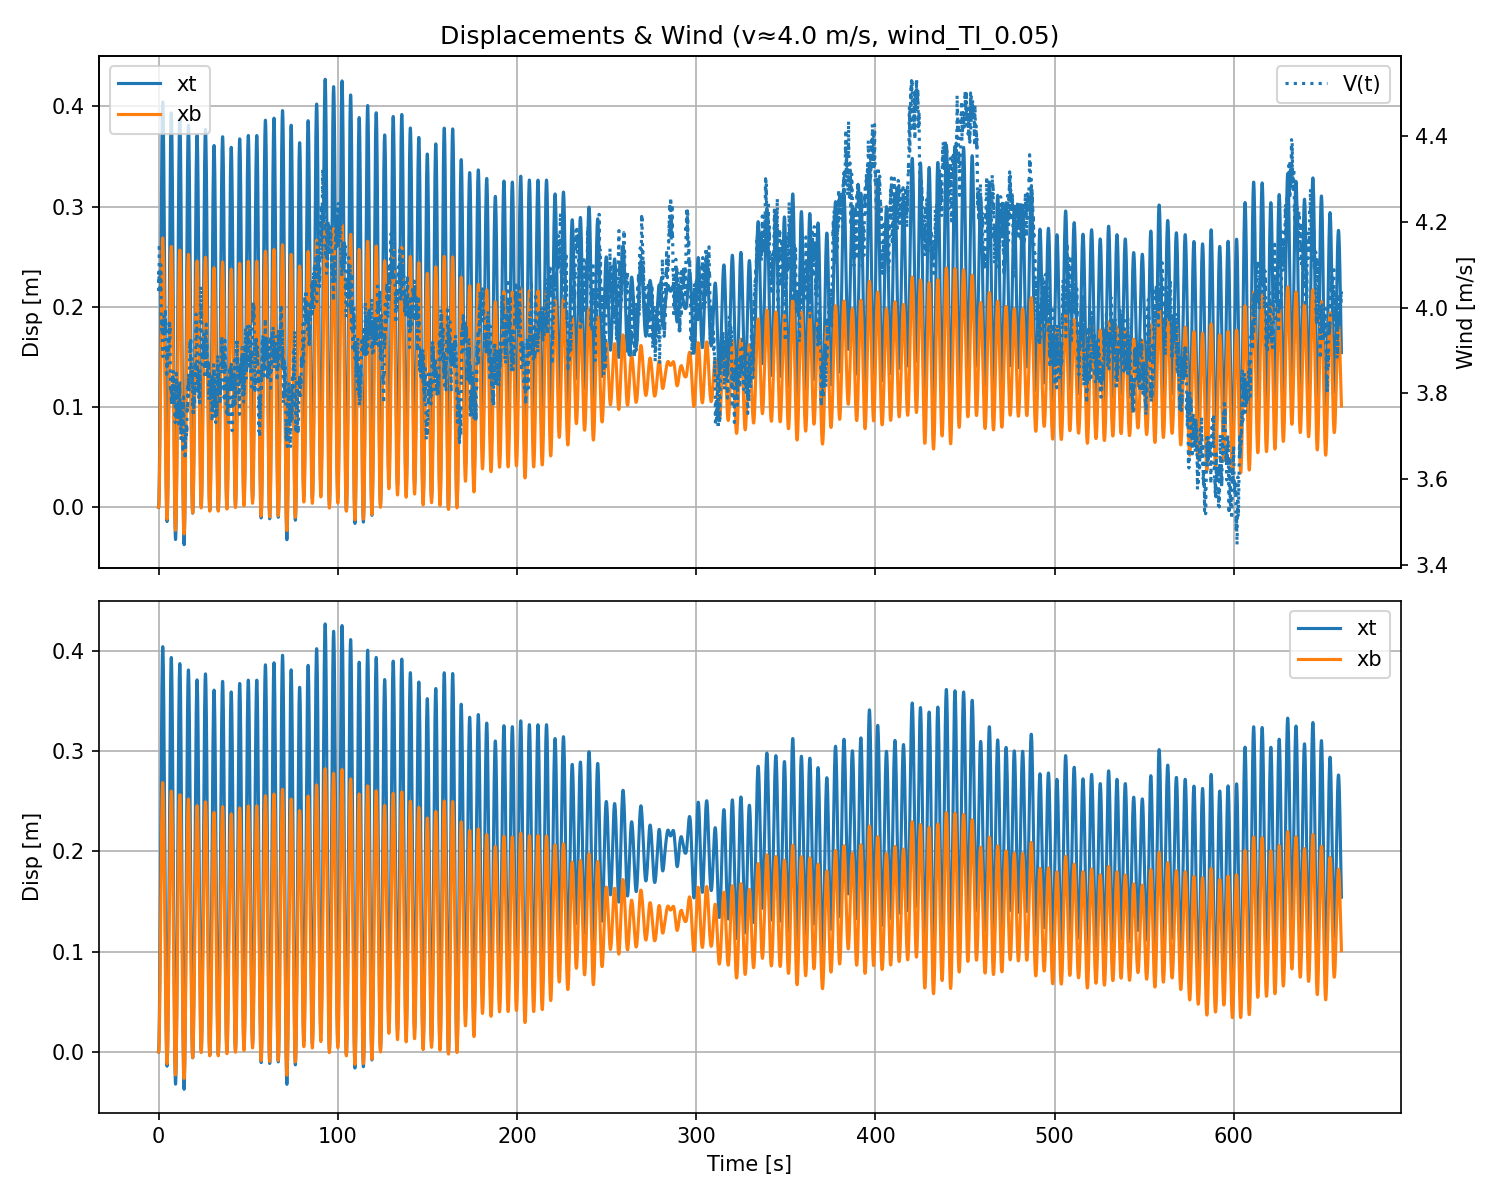 Displacements & Wind (v≈4.0 m/s, wind_TI_0.05)
xt
xb
V(t)
0.4
0.3
0.2
0.1
0.0
Disp [m]
4.4
4.2
4.0
3.8
3.6
3.4
Wind [m/s]
xt
xb
0.4
0.3
0.2
0.1
0.0
Disp [m]
0 100 200 300 400 500 600
Time [s]